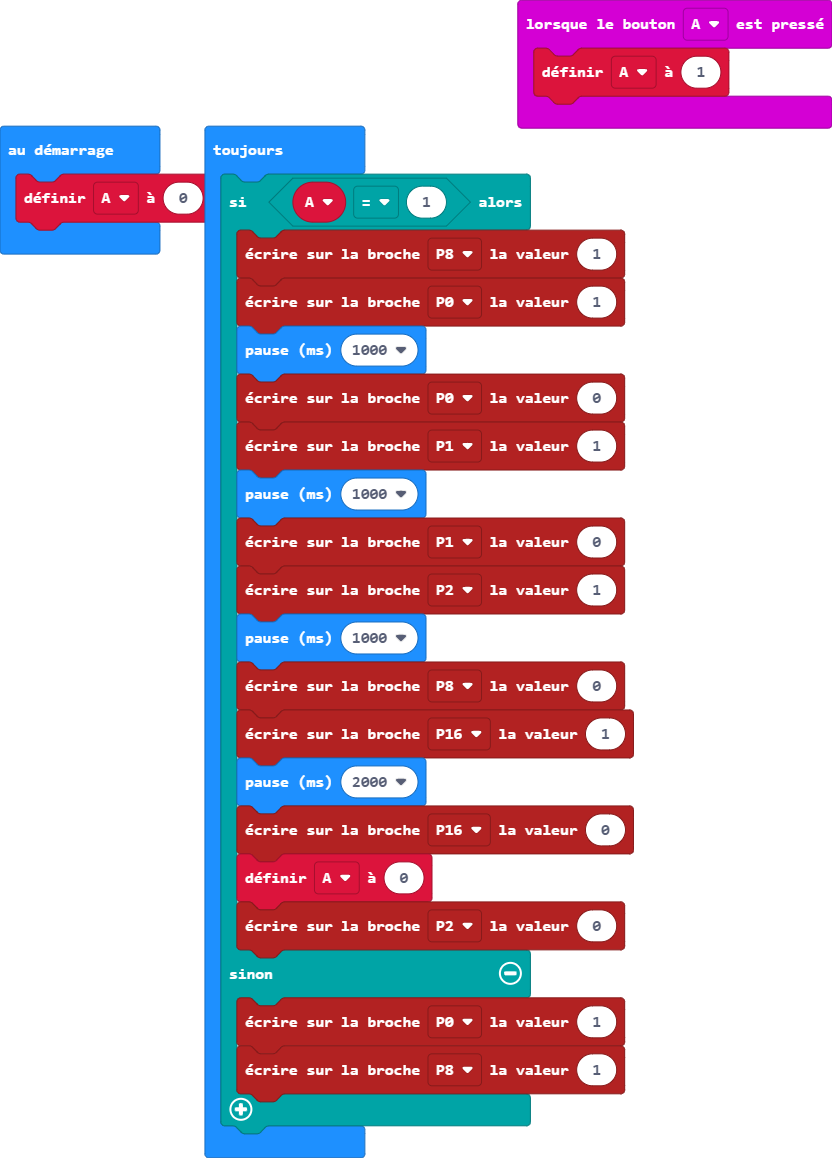 lorsque le bouton A est pressé
définir A à 1
au démarrage
définir A à 0
toujours
si A = 1 alors
écrire sur la broche P8 la valeur 1
écrire sur la broche P0 la valeur 1
pause (ms) 1000
écrire sur la broche P0 la valeur 0
écrire sur la broche P1 la valeur 1
pause (ms) 1000
écrire sur la broche P1 la valeur 0
écrire sur la broche P2 la valeur 1
pause (ms) 1000
écrire sur la broche P8 la valeur 0
écrire sur la broche P16 la valeur 1
pause (ms) 2000
écrire sur la broche P16 la valeur 0
définir A à 0
écrire sur la broche P2 la valeur 0
sinon
écrire sur la broche P0 la valeur 1
écrire sur la broche P8 la valeur 1